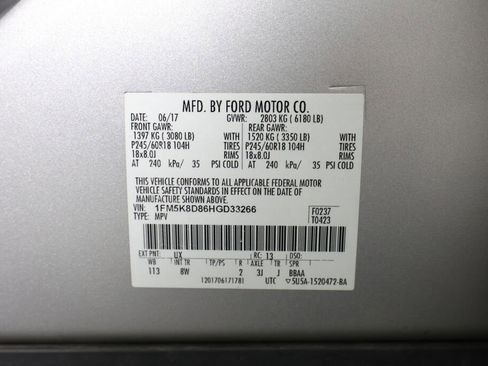 MFD. BY FORD MOTOR CO.
DATE: 06/17 GVWR: 2803 KG ( 6180 LB)
FRONT GAWR: REAR GAWR:
1397 KG ( 3080 LB) WITH 1520 KG ( 3350 LB) WITH
P245/60R18 104H TIRES P245/60R18 104H TIRES
18x8.0J RIMS 18x8.0J RIMS
AT 240 kPa/ 35 PSI COLD AT 240 kPa/ 35 PSI COLD
THIS VEHICLE CONFORMS TO ALL APPLICABLE FEDERAL MOTOR
VEHICLE SAFETY STANDARDS IN EFFECT ON THE DATE OF
MANUFACTURE SHOWN ABOVE.
VIN: 1FM5K8D86HGD33266 F0237
TYPE: MPV T0423
EXT PNT: UX RC: 13 DSO:
WB INT TR TP/PS R AXLE TR SPR
113 8W 2 3J J BBAA
1201706171781 UTC ▽5U5A-1520472-BA